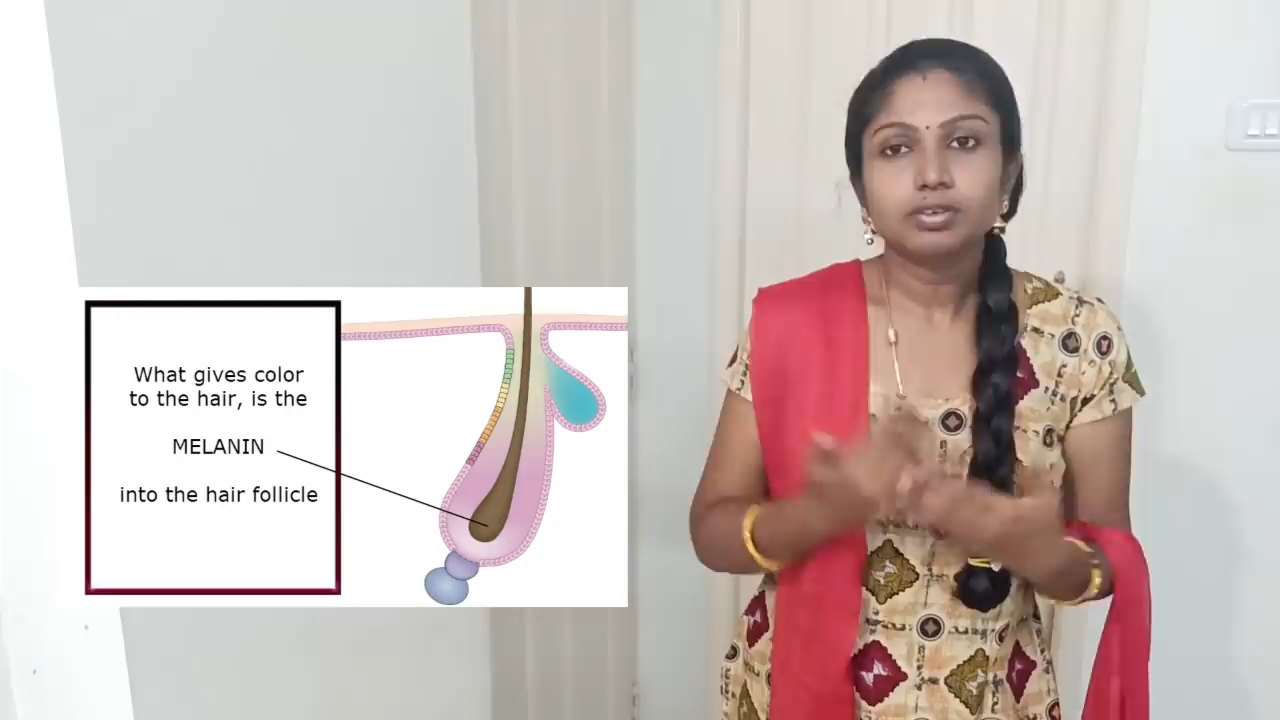 What gives color
to the hair, is the
MELANIN
into the hair follicle